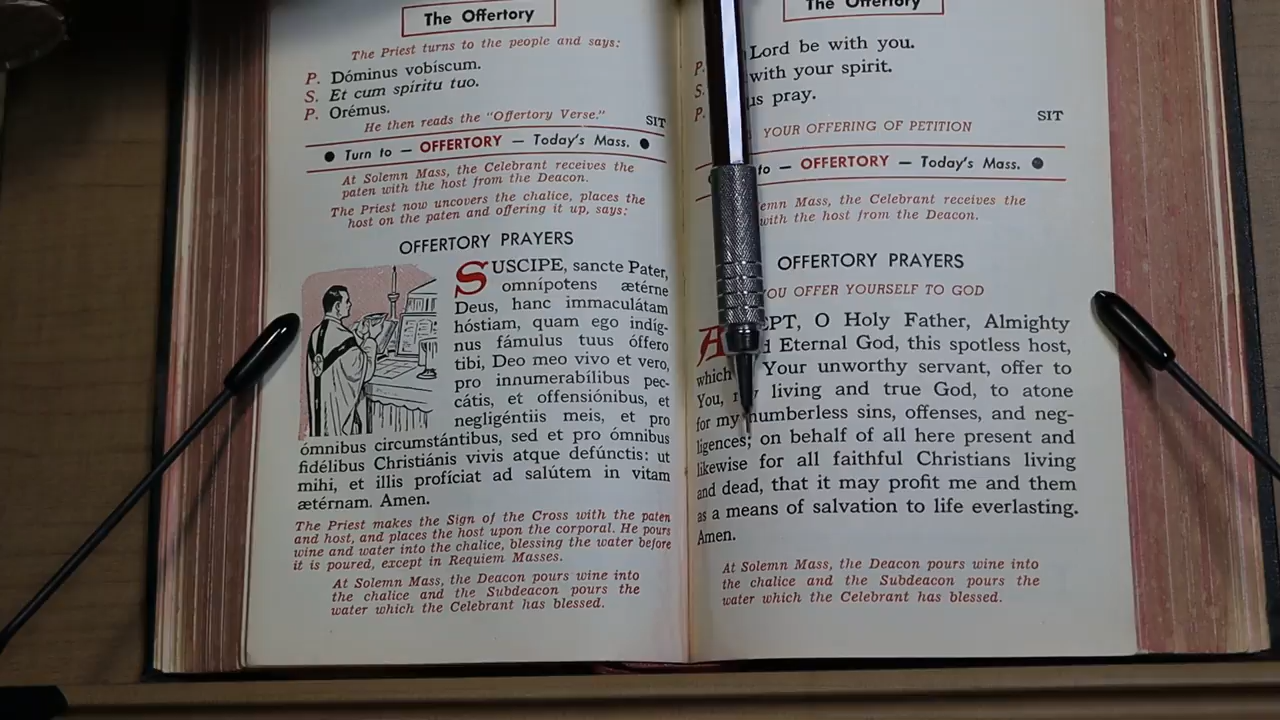 The Offertory
The Priest turns to the people and says:
P. Dóminus vobíscum.
S. Et cum spíritu tuo.
P. Orémus.
He then reads the "Offertory Verse."
SIT
● Turn to — OFFERTORY — Today's Mass. ●
At Solemn Mass, the Celebrant receives the
paten with the host from the Deacon.
The Priest now uncovers the chalice, places the
host on the paten and offering it up, says:
OFFERTORY PRAYERS
SUSCIPE, sancte Pater,
omnípotens ætérne
Deus, hanc immaculátam
hóstiam, quam ego indíg-
nus fámulus tuus óffero
tibi, Deo meo vivo et vero,
pro innumerabílibus pec-
cátis, et offensiónibus, et
negligéntiis meis, et pro
ómnibus circumstántibus, sed et pro ómnibus
fidélibus Christiánis vivis atque defúnctis: ut
mihi, et illis profíciat ad salútem in vitam
ætérnam. Amen.
The Priest makes the Sign of the Cross with the paten
and host, and places the host upon the corporal. He pours
wine and water into the chalice, blessing the water before
it is poured, except in Requiem Masses.
At Solemn Mass, the Deacon pours wine into
the chalice and the Subdeacon pours the
water which the Celebrant has blessed.
The Offertory
P. Lord be with you.
S. with your spirit.
P. us pray.
SIT
YOUR OFFERING OF PETITION
to — OFFERTORY — Today's Mass. ●
Mass, the Celebrant receives the
with the host from the Deacon.
OFFERTORY PRAYERS
OFFER YOURSELF TO GOD
O Holy Father, Almighty
Eternal God, this spotless host,
which Your unworthy servant, offer to
You, living and true God, to atone
for my numberless sins, offenses, and neg-
ligences; on behalf of all here present and
likewise for all faithful Christians living
and dead, that it may profit me and them
as a means of salvation to life everlasting.
Amen.
At Solemn Mass, the Deacon pours wine into
the chalice and the Subdeacon pours the
water which the Celebrant has blessed.